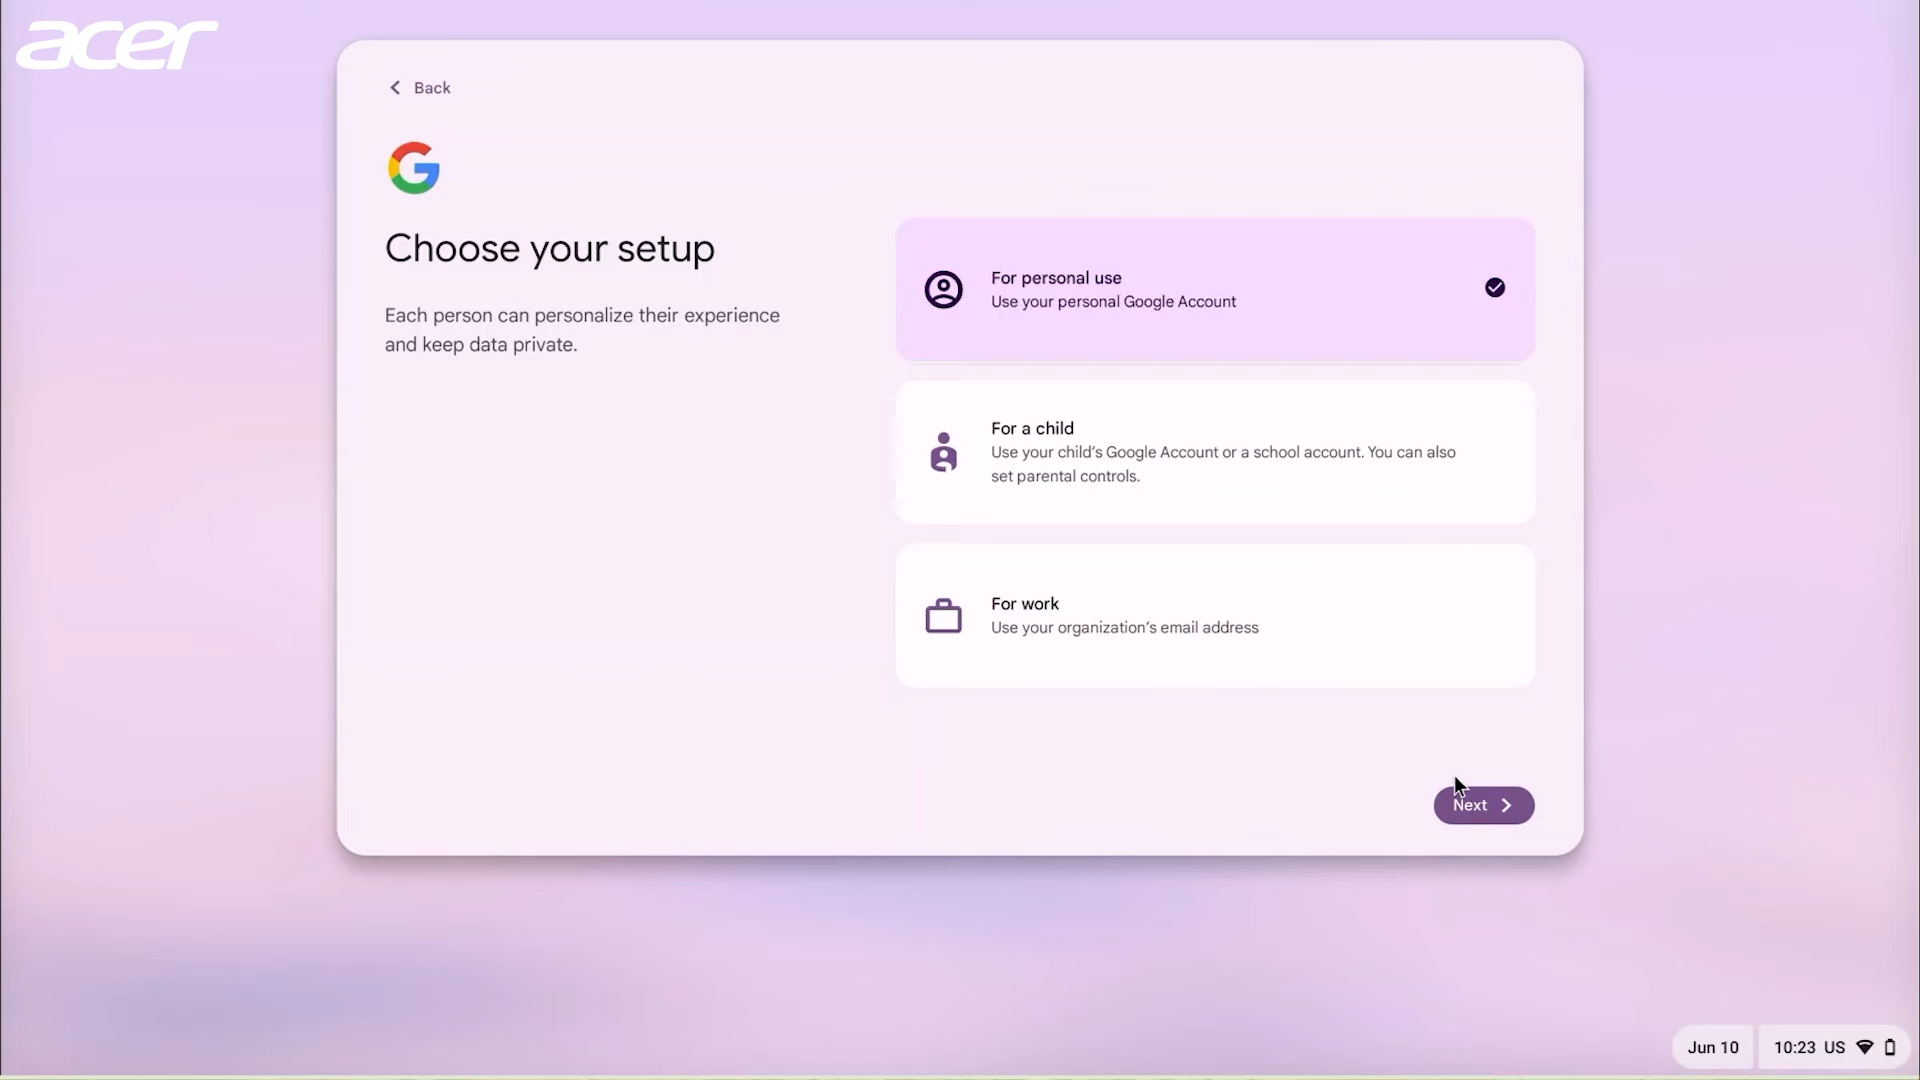 acer
Back
Choose your setup
Each person can personalize their experience
and keep data private.
For personal use
Use your personal Google Account
For a child
Use your child's Google Account or a school account. You can also
set parental controls.
For work
Use your organization's email address
Next
Jun 10
10:23 US